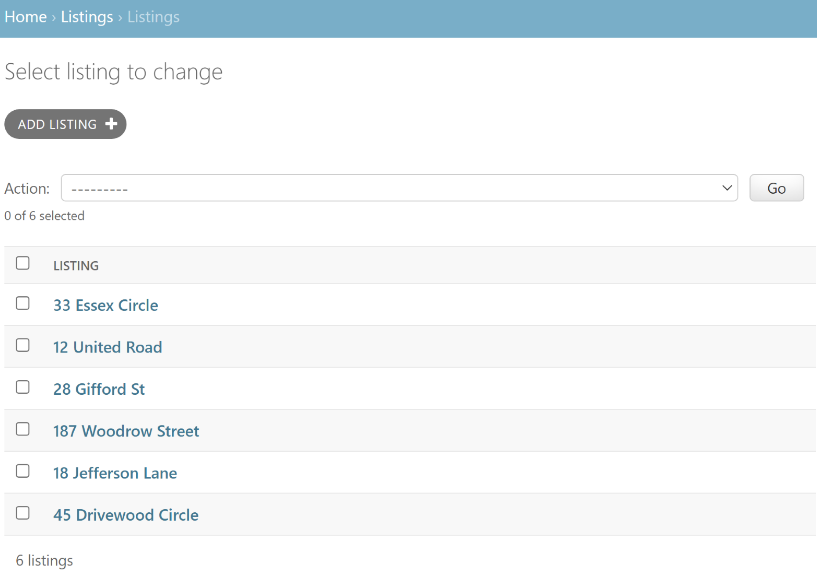 Home › Listings › Listings
Select listing to change
ADD LISTING +
Action: --------- Go
0 of 6 selected
LISTING
33 Essex Circle
12 United Road
28 Gifford St
187 Woodrow Street
18 Jefferson Lane
45 Drivewood Circle
6 listings